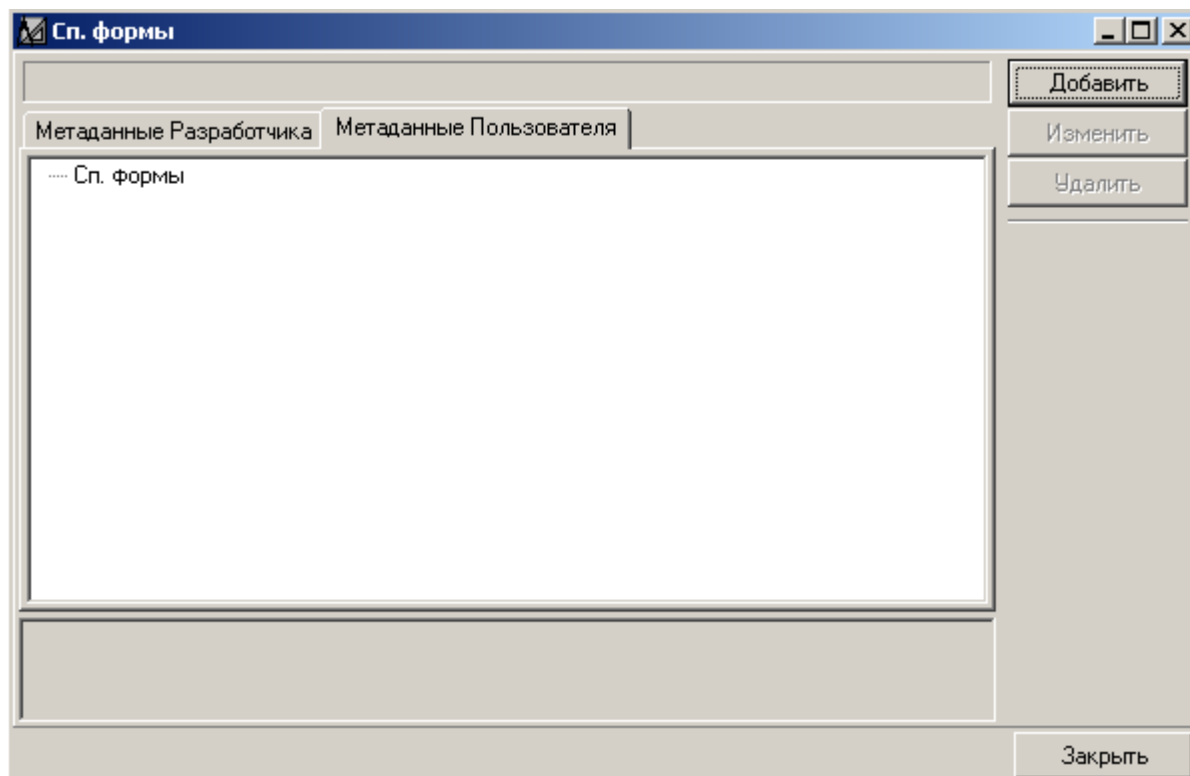 Сп. формы
Добавить
Метаданные Разработчика Метаданные Пользователя
Изменить
Сп. формы
Удалить
Закрыть